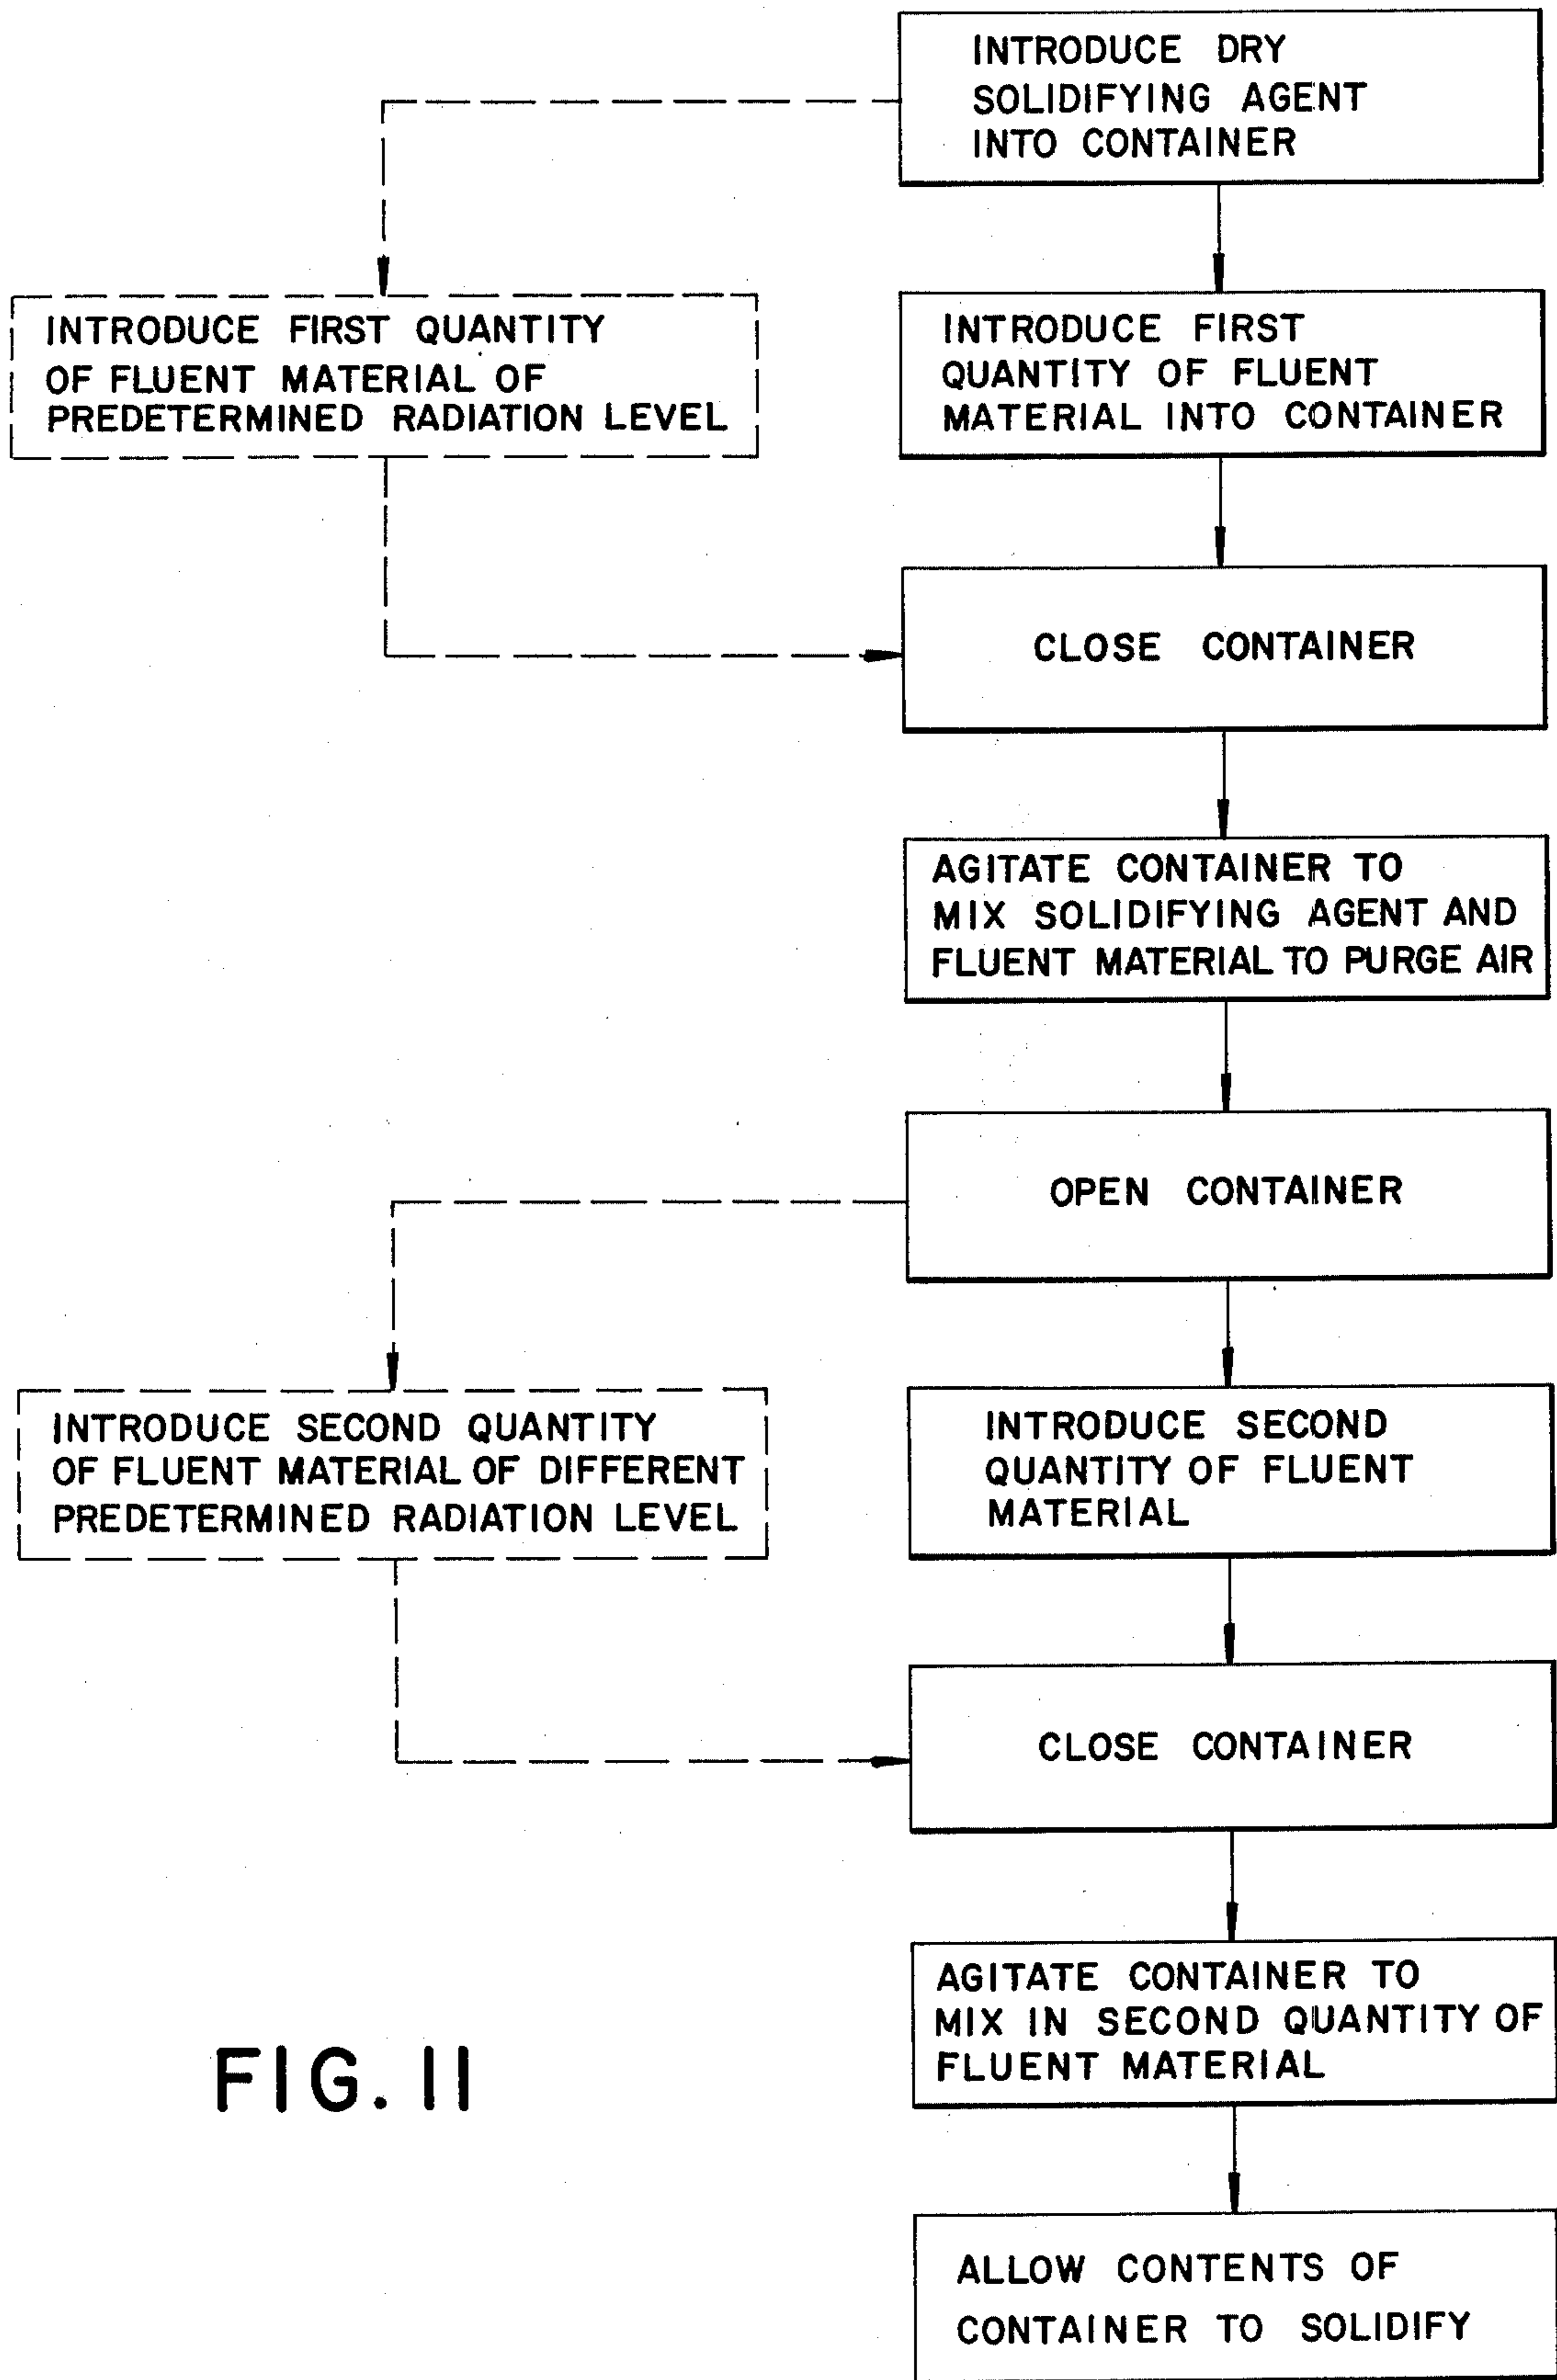 INTRODUCE DRY
SOLIDIFYING AGENT
INTO CONTAINER
INTRODUCE FIRST QUANTITY
OF FLUENT MATERIAL OF
PREDETERMINED RADIATION LEVEL
INTRODUCE FIRST
QUANTITY OF FLUENT
MATERIAL INTO CONTAINER
CLOSE CONTAINER
AGITATE CONTAINER TO
MIX SOLIDIFYING AGENT AND
FLUENT MATERIAL TO PURGE AIR
OPEN CONTAINER
INTRODUCE SECOND QUANTITY
OF FLUENT MATERIAL OF DIFFERENT
PREDETERMINED RADIATION LEVEL
INTRODUCE SECOND
QUANTITY OF FLUENT
MATERIAL
CLOSE CONTAINER
AGITATE CONTAINER TO
MIX IN SECOND QUANTITY OF
FLUENT MATERIAL
ALLOW CONTENTS OF
CONTAINER TO SOLIDIFY
FIG. 11